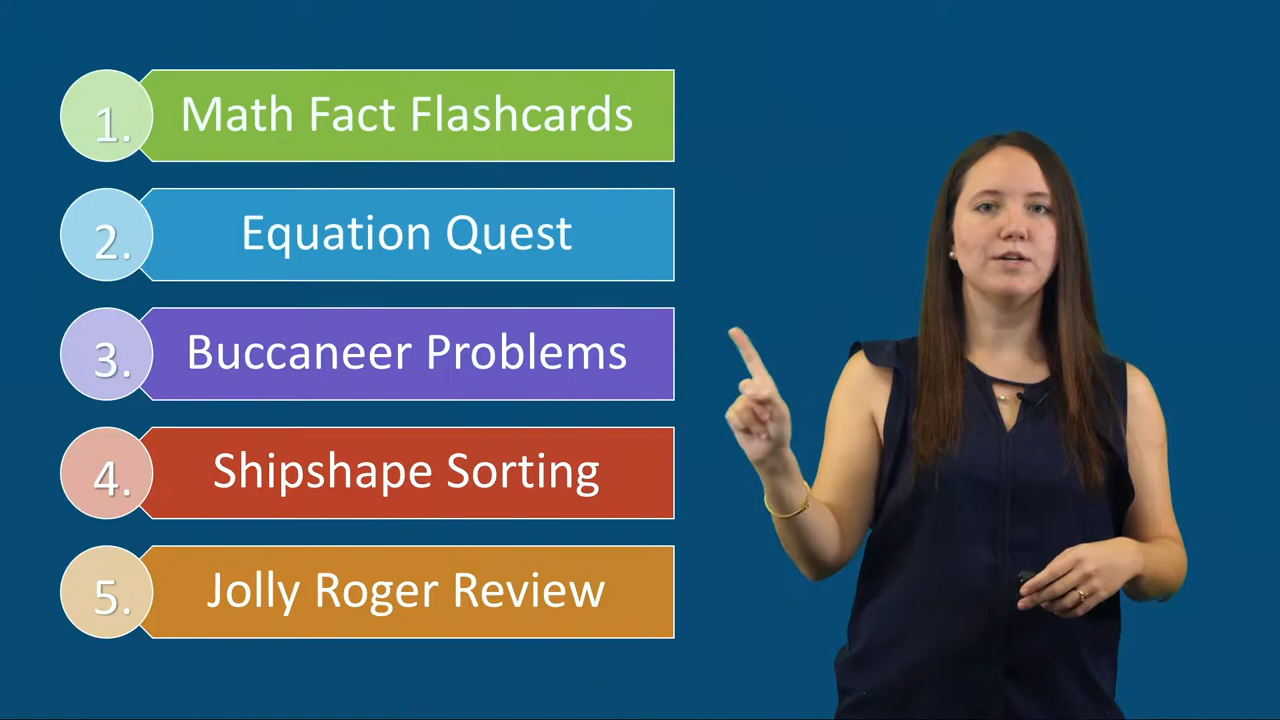 1. Math Fact Flashcards
2. Equation Quest
3. Buccaneer Problems
4. Shipshape Sorting
5. Jolly Roger Review